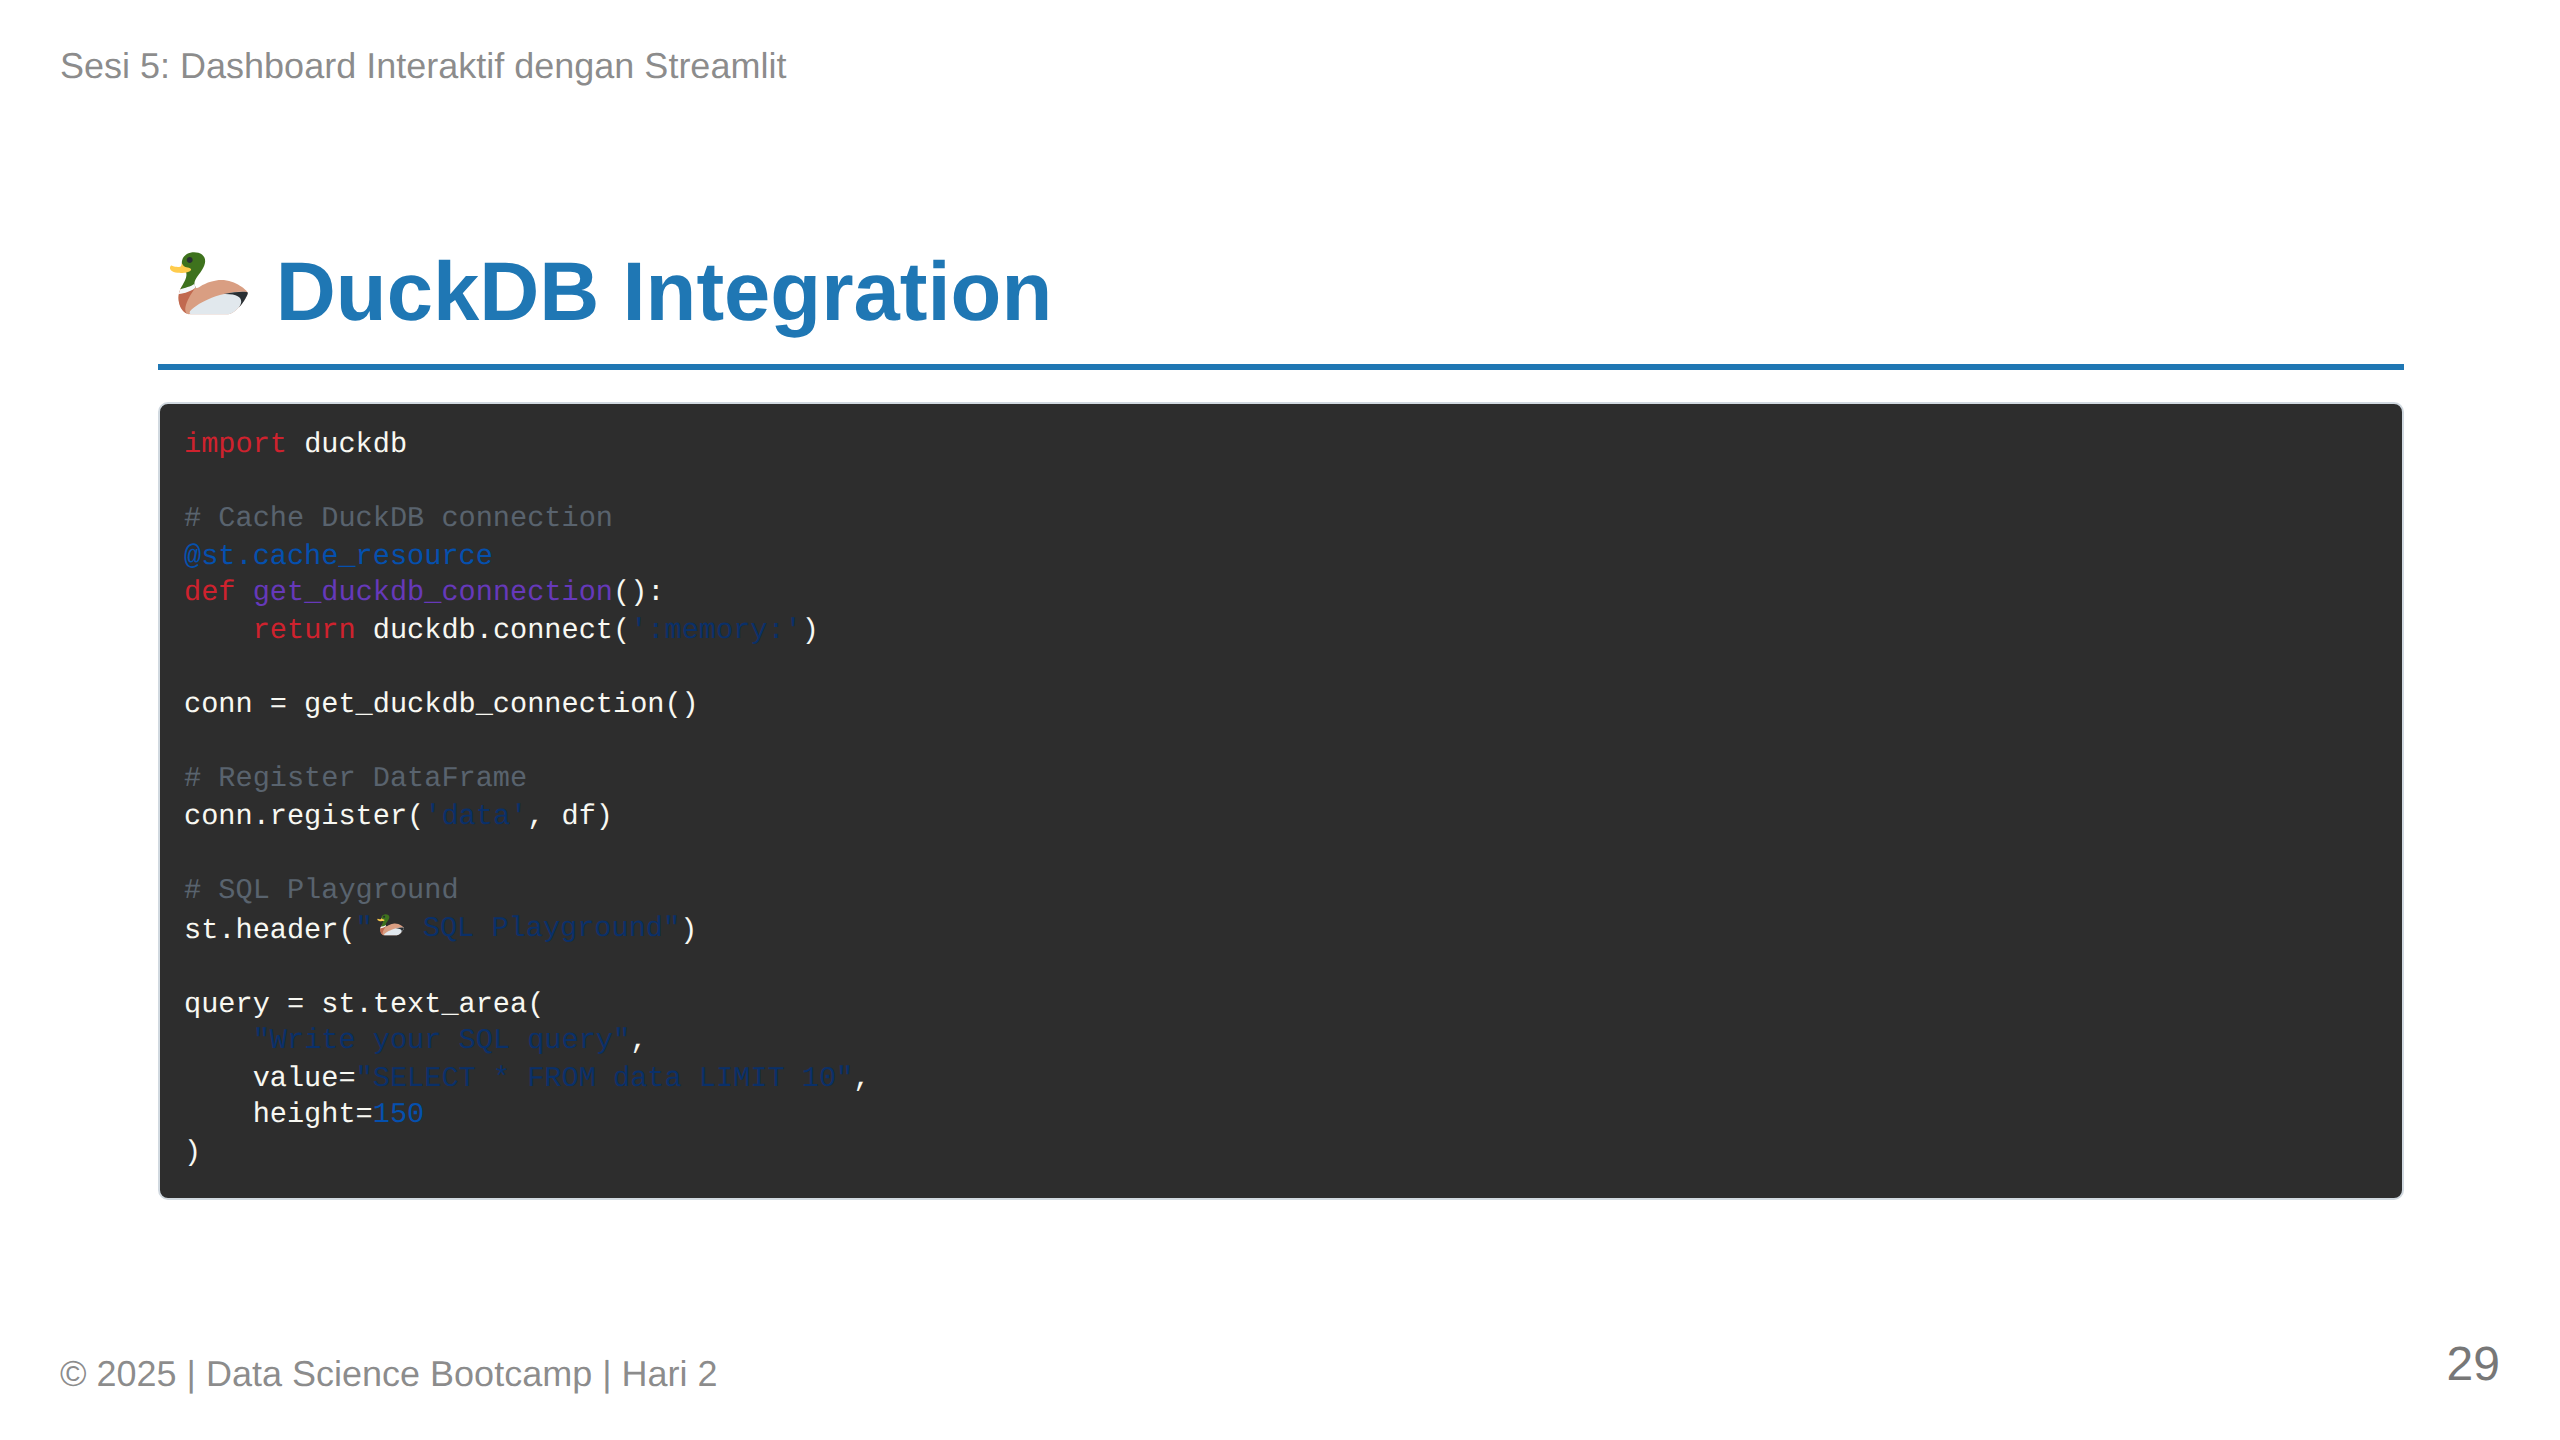 Sesi 5: Dashboard Interaktif dengan Streamlit
🦆 DuckDB Integration
import duckdb
# Cache DuckDB connection
@st.cache_resource
def get_duckdb_connection():
    return duckdb.connect(':memory:')
conn = get_duckdb_connection()
# Register DataFrame
conn.register('data', df)
# SQL Playground
st.header("🦆 SQL Playground")
query = st.text_area(
    "Write your SQL query",
    value="SELECT * FROM data LIMIT 10",
    height=150
)
© 2025 | Data Science Bootcamp | Hari 2
29